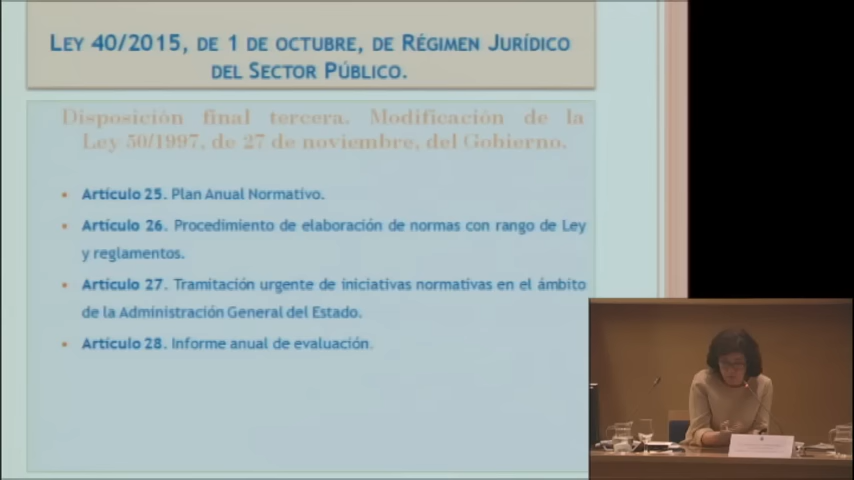 LEY 40/2015, DE 1 DE OCTUBRE, DE RÉGIMEN JURÍDICO
DEL SECTOR PÚBLICO.
Disposición final tercera. Modificación de la
Ley 50/1997, de 27 de noviembre, del Gobierno.
• Artículo 25. Plan Anual Normativo.
• Artículo 26. Procedimiento de elaboración de normas con rango de Ley
y reglamentos.
• Artículo 27. Tramitación urgente de iniciativas normativas en el ámbito
de la Administración General del Estado.
• Artículo 28. Informe anual de evaluación.